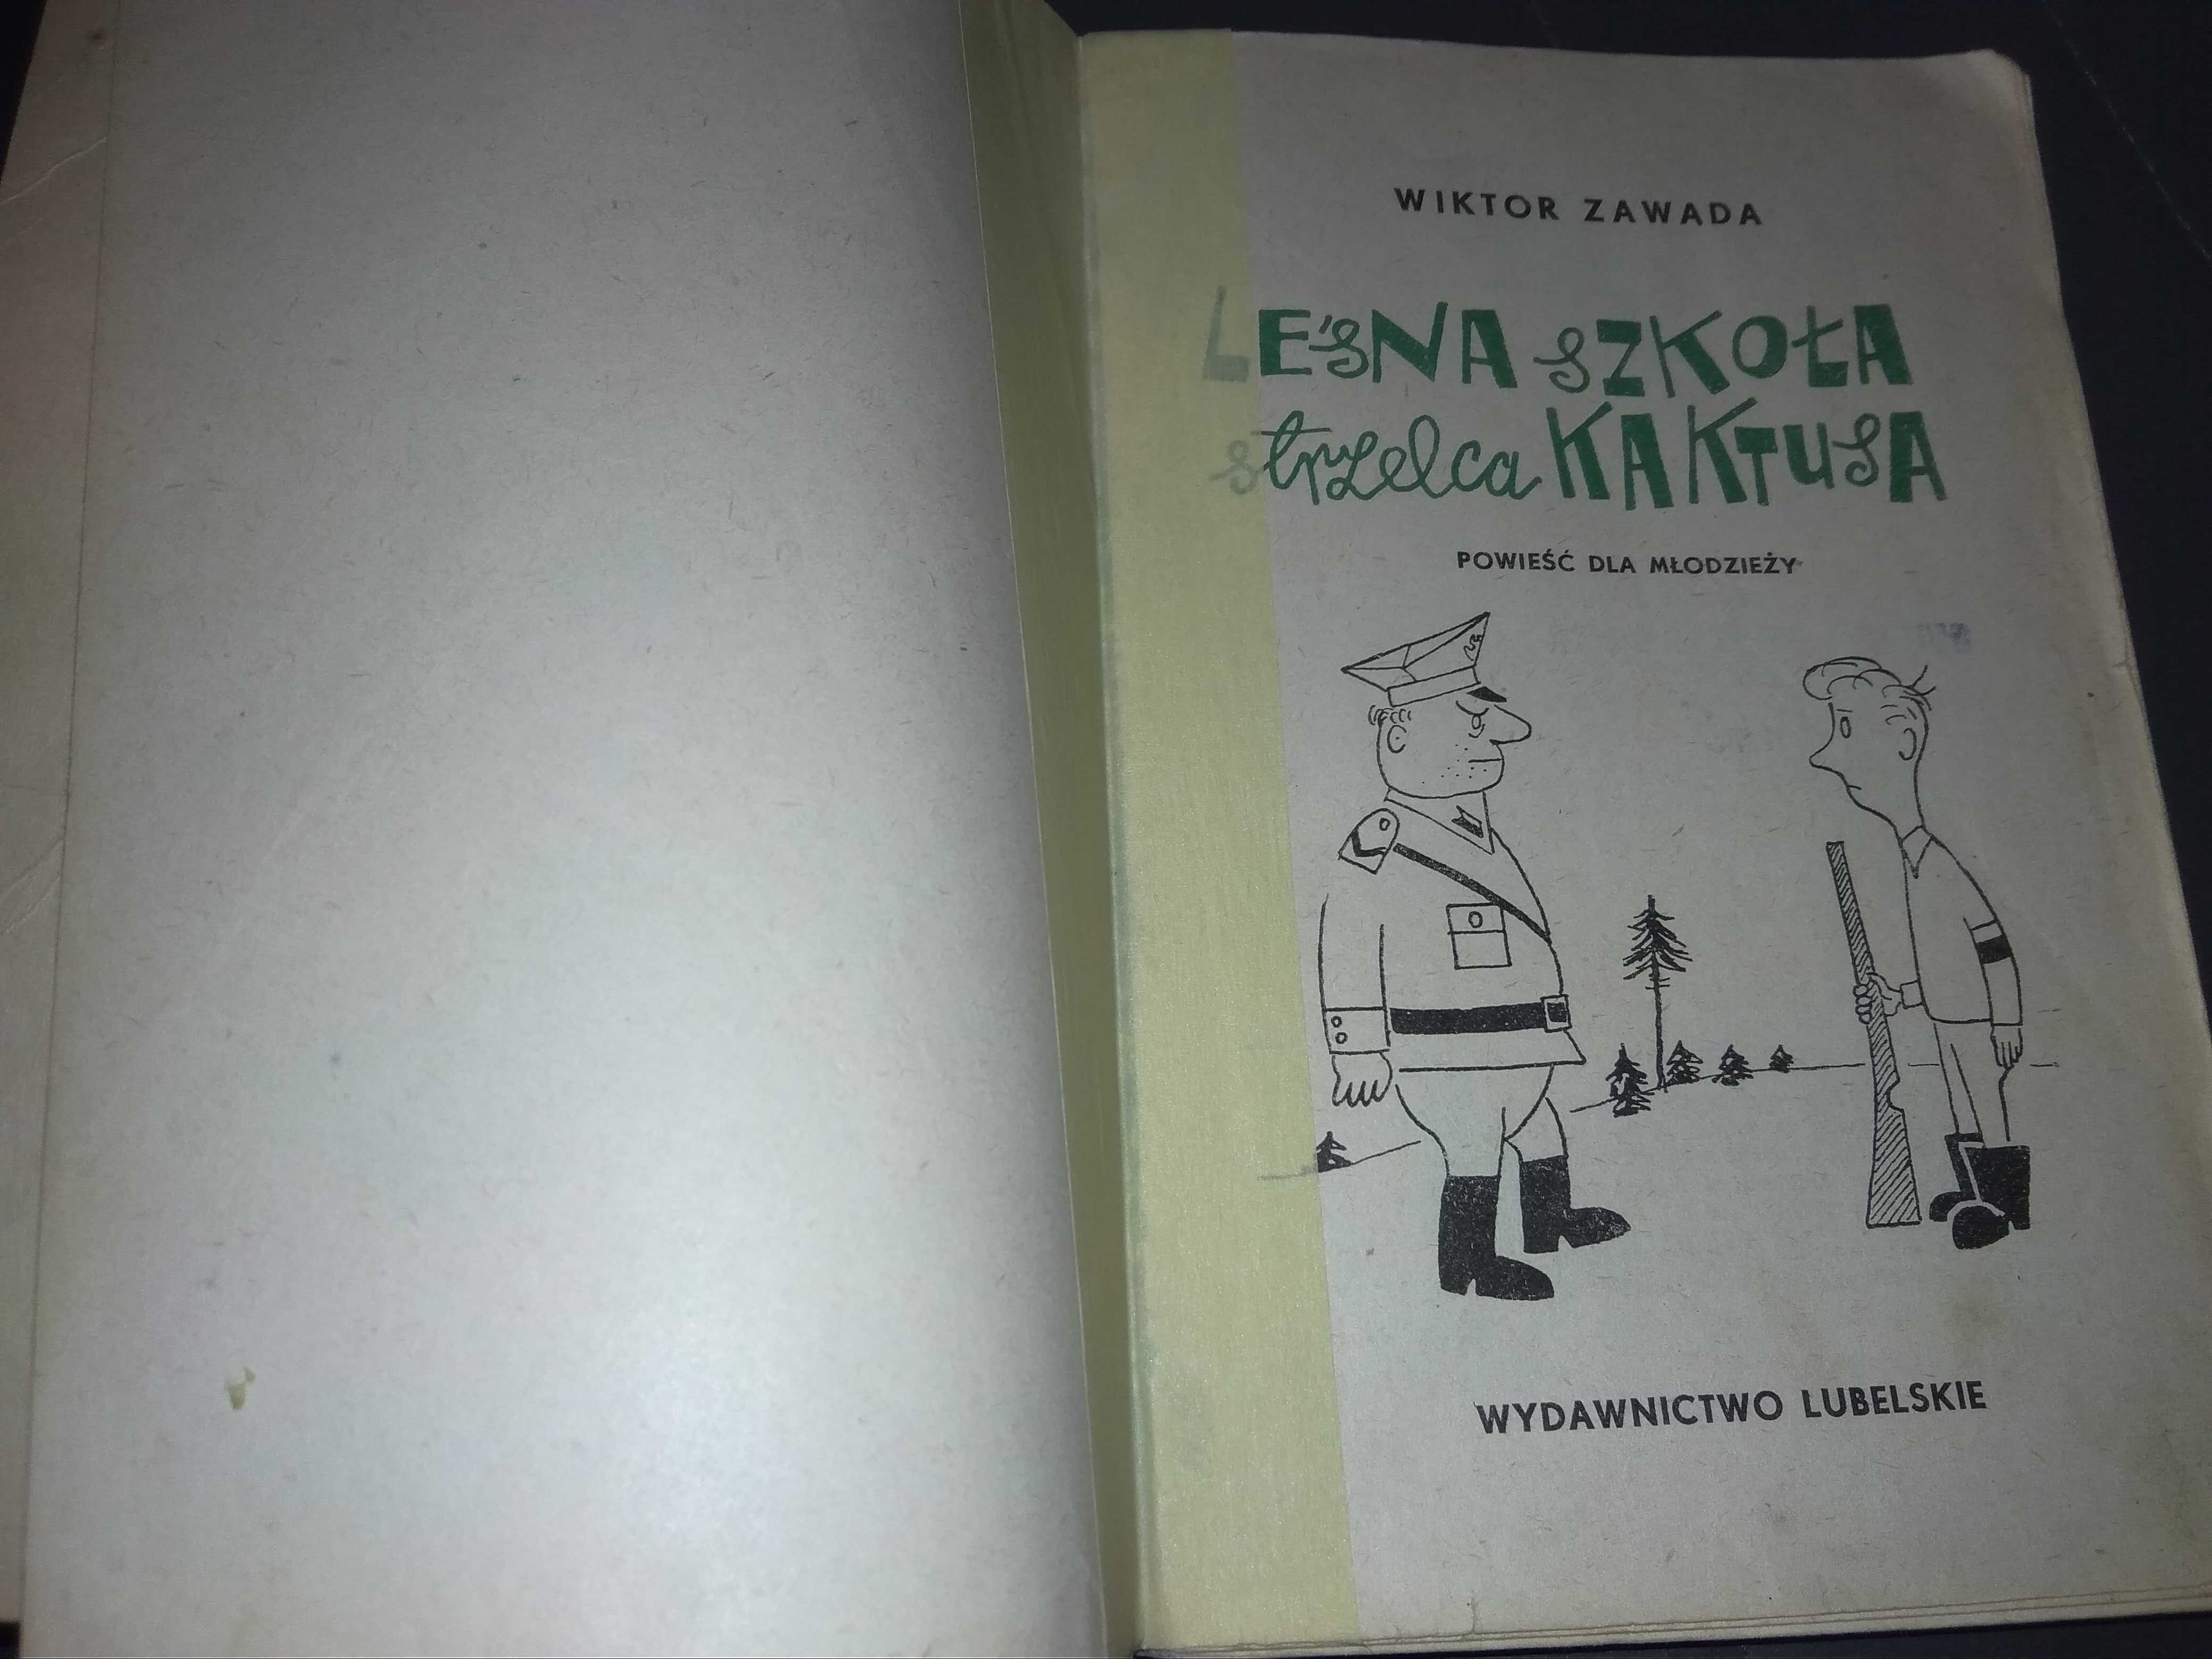 WIKTOR ZAWADA
LEŚNA SZKOŁA
strzelca KAKTUSA
POWIEŚĆ DLA MŁODZIEŻY
WYDAWNICTWO LUBELSKIE